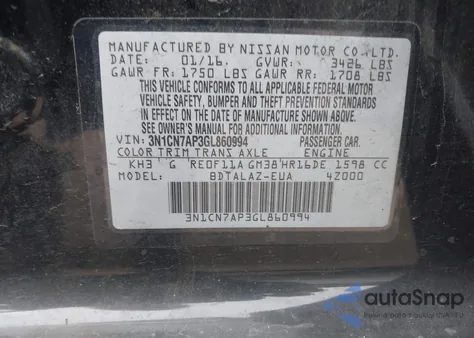 MANUFACTURED BY NISSAN MOTOR CO.,LTD.
DATE: 01/16. GVWR: 3426 LBS
GAWR FR: 1750 LBS GAWR RR: 1708 LBS
THIS VEHICLE CONFORMS TO ALL APPLICABLE FEDERAL MOTOR
VEHICLE SAFETY, BUMPER AND THEFT PREVENTION STANDARDS
IN EFFECT ON THE DATE OF MANUFACTURE SHOWN ABOVE.
SEE OWNER'S MANUAL FOR ADDITIONAL INFORMATION.
VIN: 3N1CN7AP3GL860994 PASSENGER CAR.
COLOR TRIM TRANS AXLE ENGINE
KH3 G RE0F11A GM38 HR16DE 1598 CC
MODEL: BDTALAZ-EUA 4Z000
3N1CN7AP3GL860994
autoSnap